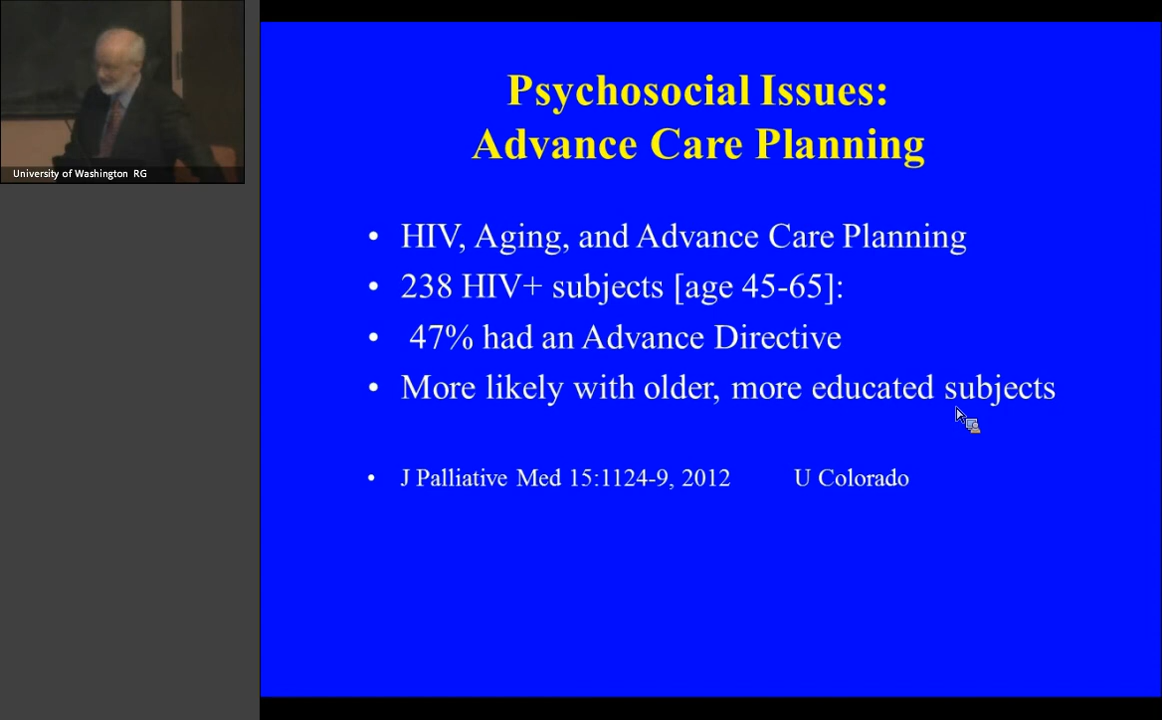 University of Washington RG
Psychosocial Issues:
Advance Care Planning
• HIV, Aging, and Advance Care Planning
• 238 HIV+ subjects [age 45-65]:
• 47% had an Advance Directive
• More likely with older, more educated subjects
• J Palliative Med 15:1124-9, 2012 U Colorado